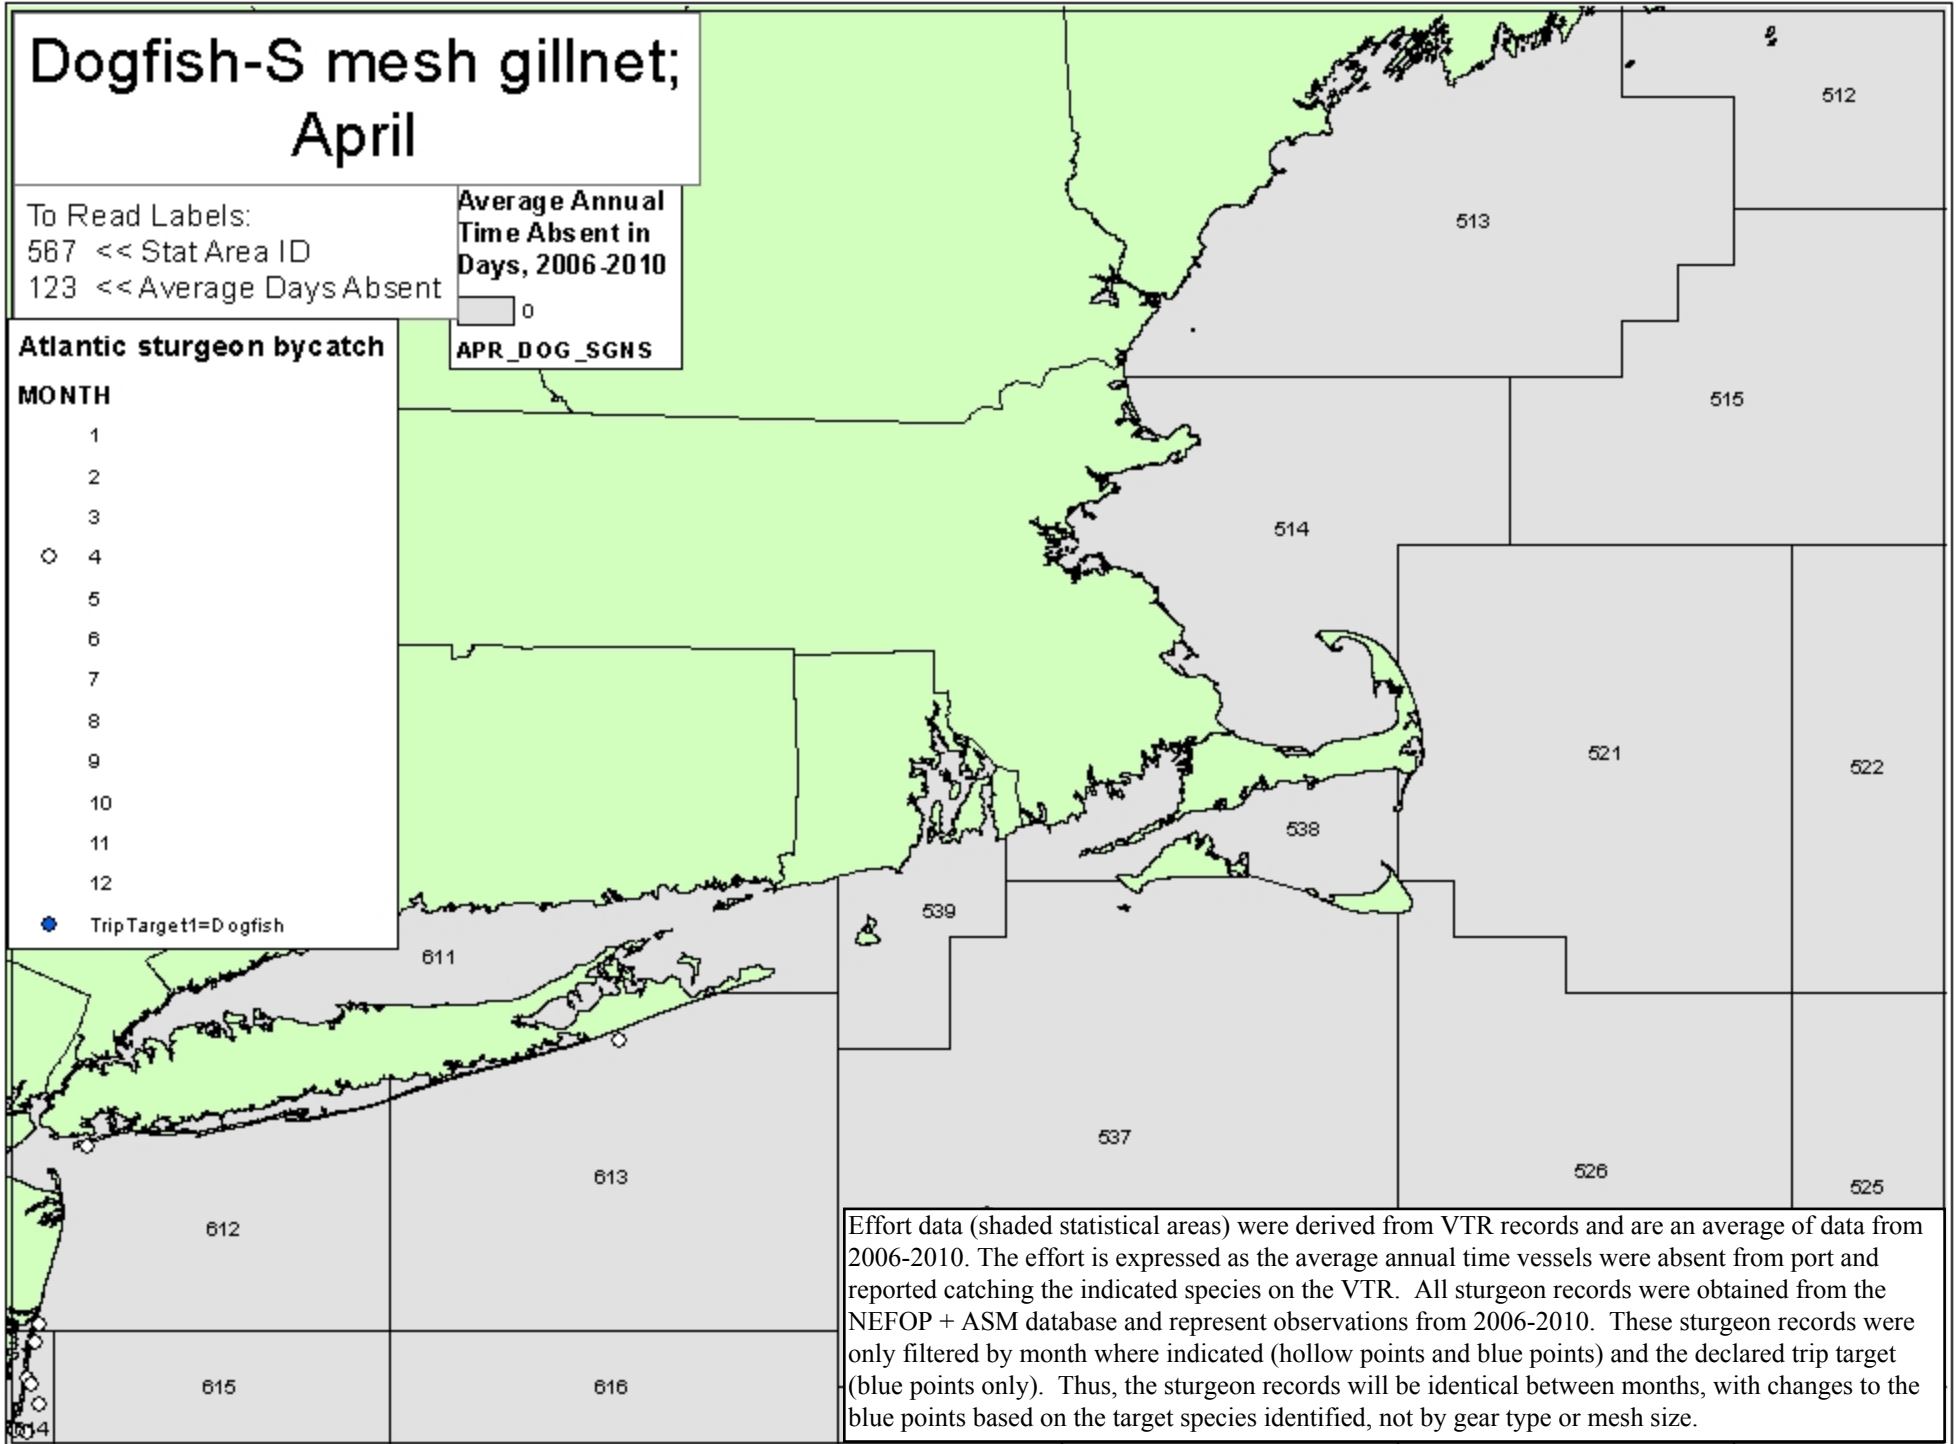 Dogfish-S mesh gillnet;
April
To Read Labels:
567 << Stat Area ID
123 << Average Days Absent
Average Annual
Time Absent in
Days, 2006-2010
0
APR_DOG_SGNS
Atlantic sturgeon bycatch
MONTH
1
2
3
4
5
6
7
8
9
10
11
12
TripTarget1=Dogfish
512
513
515
514
521
522
538
539
611
537
613
526
525
612
615
616
Effort data (shaded statistical areas) were derived from VTR records and are an average of data from
2006-2010. The effort is expressed as the average annual time vessels were absent from port and
reported catching the indicated species on the VTR. All sturgeon records were obtained from the
NEFOP + ASM database and represent observations from 2006-2010. These sturgeon records were
only filtered by month where indicated (hollow points and blue points) and the declared trip target
(blue points only). Thus, the sturgeon records will be identical between months, with changes to the
blue points based on the target species identified, not by gear type or mesh size.